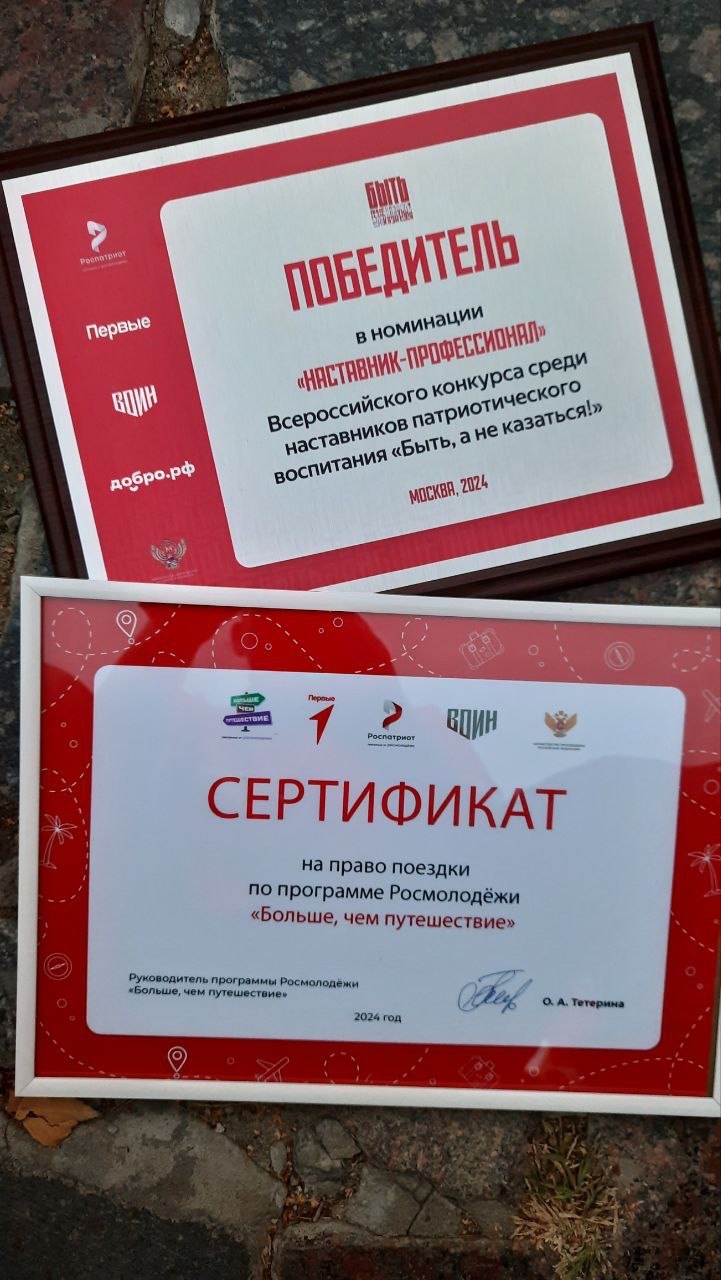 БЫТЬ
ПОБЕДИТЕЛЬ
в номинации
«НАСТАВНИК-ПРОФЕССИОНАЛ»
Всероссийского конкурса среди
наставников патриотического
воспитания «Быть, а не казаться!»
МОСКВА, 2024
Роспатриот
Первые
ВОИН
добро.рф
БОЛЬШЕ
ЧЕМ
ПУТЕШЕСТВИЕ
Первые
Роспатриот
ВОИН
СЕРТИФИКАТ
на право поездки
по программе Росмолодёжи
«Больше, чем путешествие»
Руководитель программы Росмолодёжи
«Больше, чем путешествие»
О. А. Тетерина
2024 год